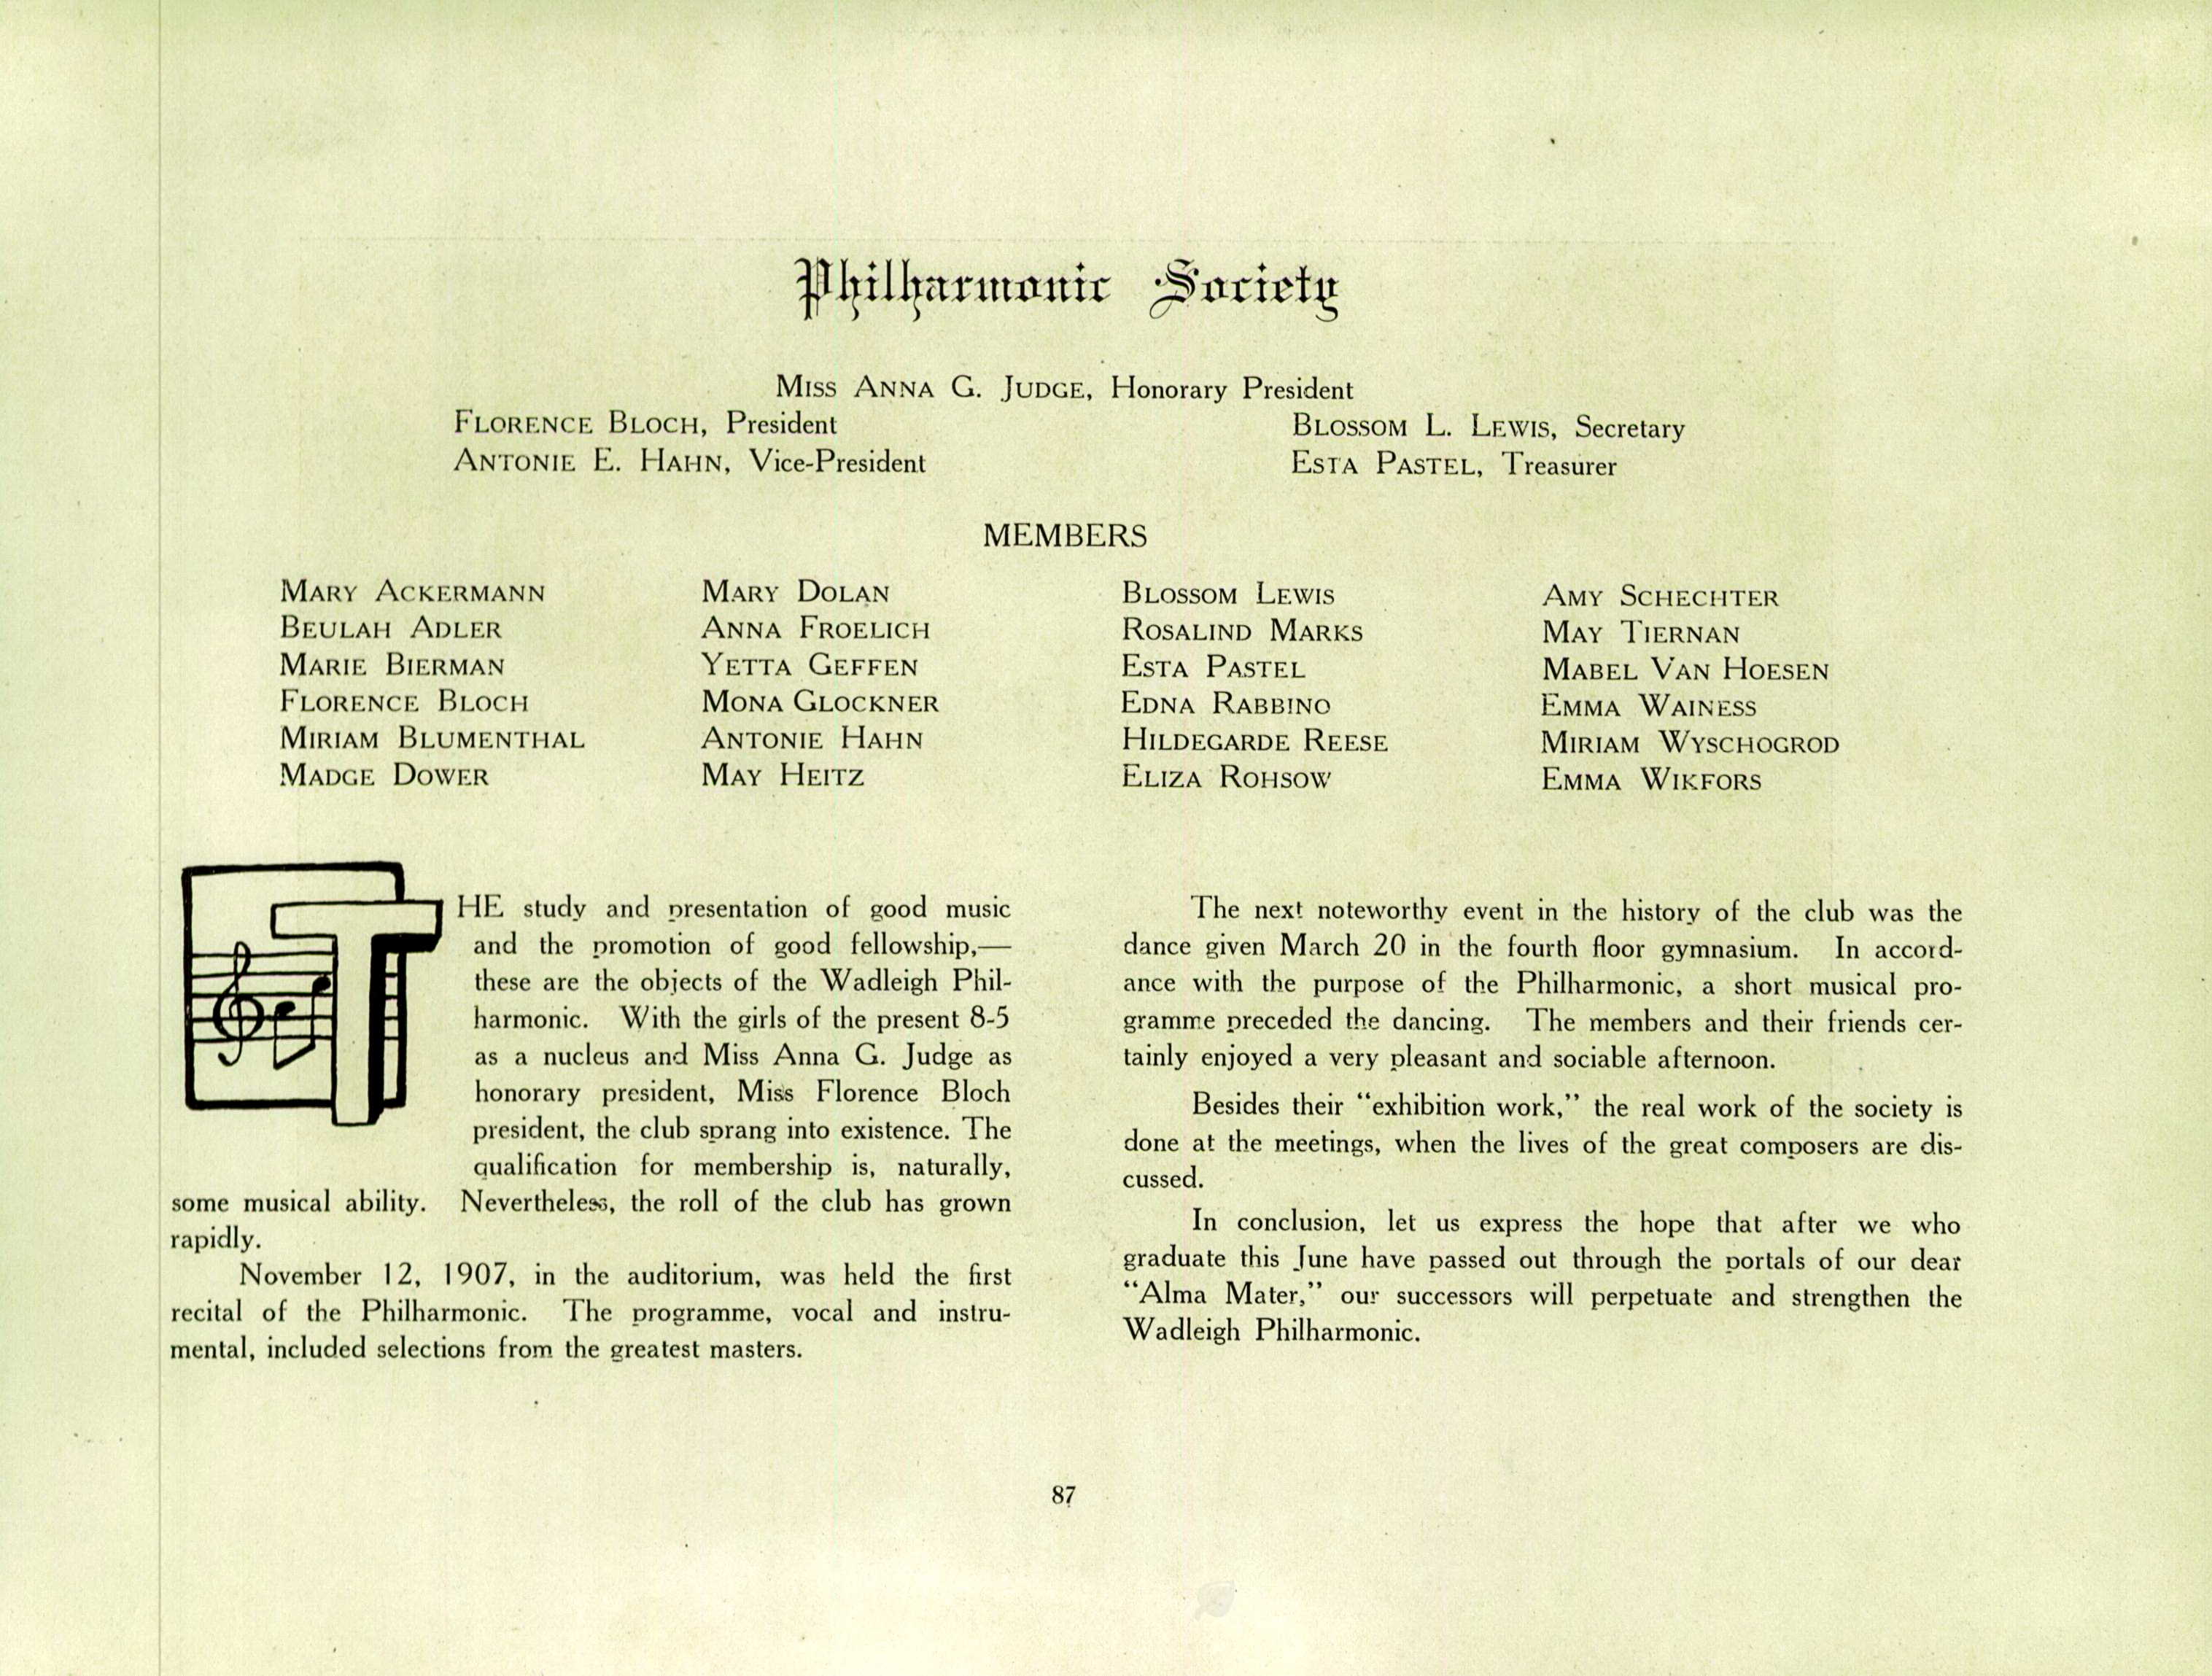 Philharmonic Society
MISS ANNA G. JUDGE, Honorary President
FLORENCE BLOCH, President
ANTONIE E. HAHN, Vice-President
BLOSSOM L. LEWIS, Secretary
ESTA PASTEL, Treasurer
MEMBERS
MARY ACKERMANN
BEULAH ADLER
MARIE BIERMAN
FLORENCE BLOCH
MIRIAM BLUMENTHAL
MADGE DOWER
MARY DOLAN
ANNA FROELICH
YETTA GEFFEN
MONA GLOCKNER
ANTONIE HAHN
MAY HEITZ
BLOSSOM LEWIS
ROSALIND MARKS
ESTA PASTEL
EDNA RABBINO
HILDEGARDE REESE
ELIZA ROHSOW
AMY SCHECHTER
MAY TIERNAN
MABEL VAN HOESEN
EMMA WAINESS
MIRIAM WYSCHOGROD
EMMA WIKFORS
THE study and presentation of good music
and the promotion of good fellowship,—
these are the objects of the Wadleigh Phil-
harmonic. With the girls of the present 8-5
as a nucleus and Miss Anna G. Judge as
honorary president, Miss Florence Bloch
president, the club sprang into existence. The
qualification for membership is, naturally,
some musical ability. Nevertheless, the roll of the club has grown
rapidly.
November 12, 1907, in the auditorium, was held the first
recital of the Philharmonic. The programme, vocal and instru-
mental, included selections from the greatest masters.
The next noteworthy event in the history of the club was the
dance given March 20 in the fourth floor gymnasium. In accord-
ance with the purpose of the Philharmonic, a short musical pro-
gramme preceded the dancing. The members and their friends cer-
tainly enjoyed a very pleasant and sociable afternoon.
Besides their “exhibition work,” the real work of the society is
done at the meetings, when the lives of the great composers are dis-
cussed.
In conclusion, let us express the hope that after we who
graduate this June have passed out through the portals of our dear
“Alma Mater,” our successors will perpetuate and strengthen the
Wadleigh Philharmonic.
87